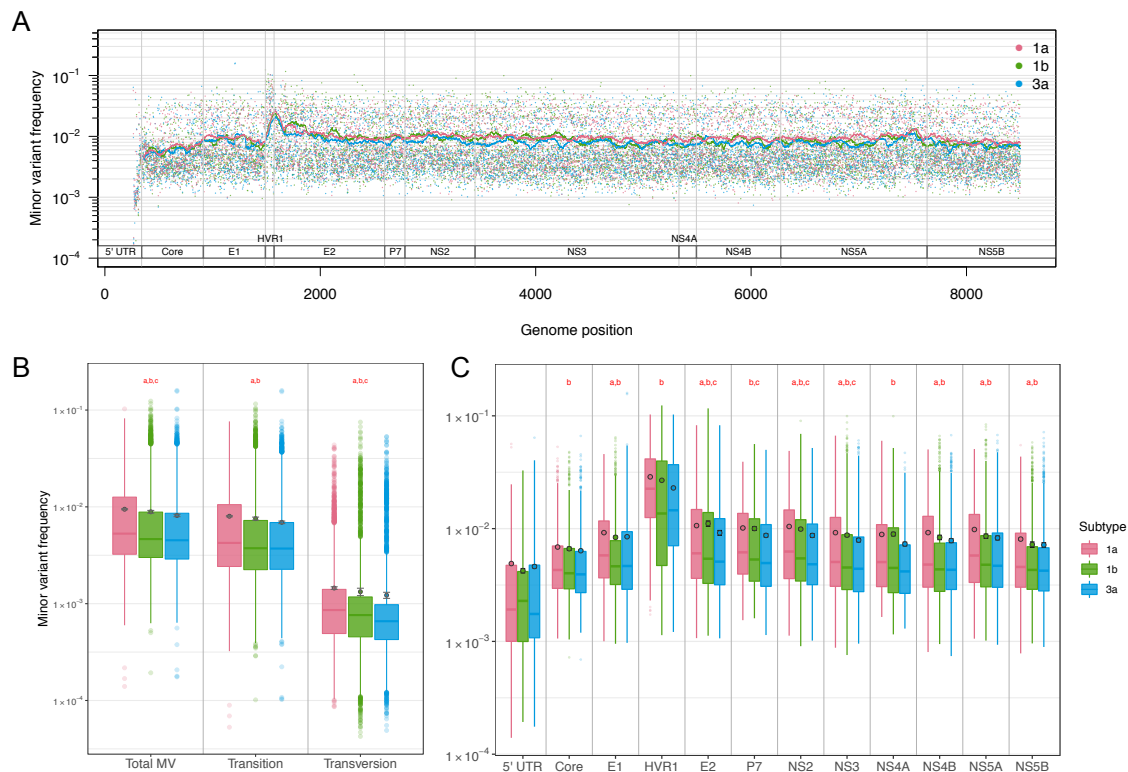 A
Minor variant frequency
10⁻¹
10⁻²
10⁻³
10⁻⁴
1a
1b
3a
HVR1
NS4A
5' UTR Core E1 E2 P7 NS2 NS3 NS4B NS5A NS5B
0 2000 4000 6000 8000
Genome position
B
Minor variant frequency
a,b,c a,b a,b,c
1 × 10⁻¹
1 × 10⁻²
1 × 10⁻³
1 × 10⁻⁴
Total MV Transition Transversion
C
b a,b b a,b,c b,c a,b,c a,b,c b a,b a,b a,b
1 × 10⁻¹
1 × 10⁻²
1 × 10⁻³
1 × 10⁻⁴
5' UTR Core E1 HVR1 E2 P7 NS2 NS3 NS4A NS4B NS5A NS5B
Subtype
1a
1b
3a